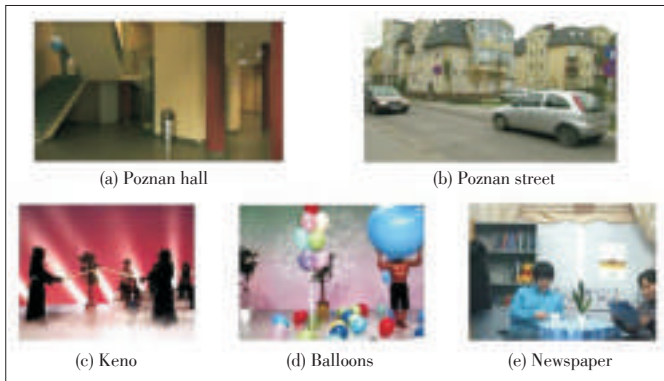 (a) Poznan hall
(b) Poznan street
(c) Keno
(d) Balloons
(e) Newspaper